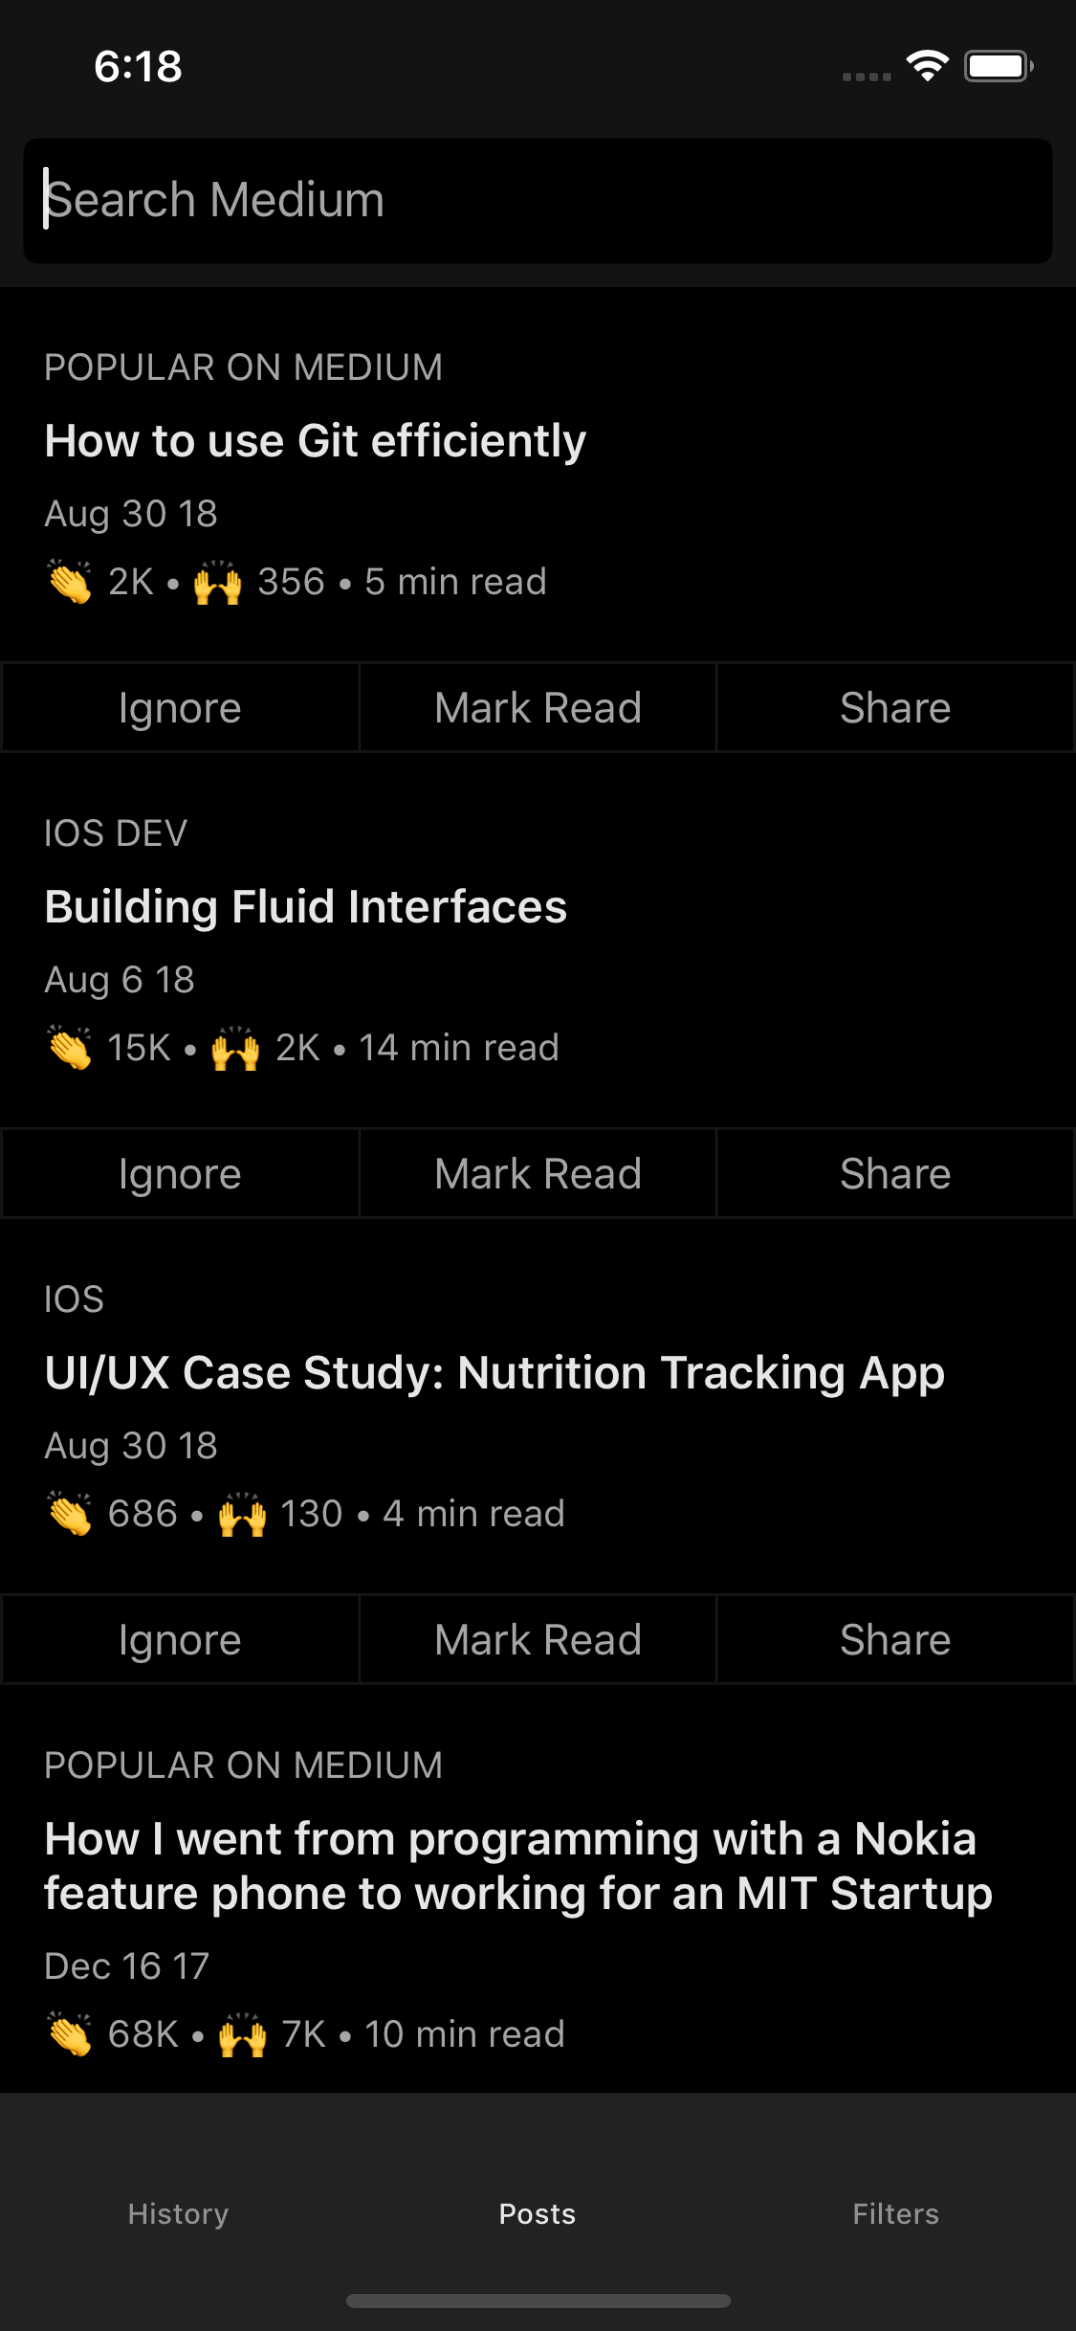 6:18
Search Medium
POPULAR ON MEDIUM
How to use Git efficiently
Aug 30 18
👏 2K • 🙌 356 • 5 min read
Ignore Mark Read Share
IOS DEV
Building Fluid Interfaces
Aug 6 18
👏 15K • 🙌 2K • 14 min read
Ignore Mark Read Share
IOS
UI/UX Case Study: Nutrition Tracking App
Aug 30 18
👏 686 • 🙌 130 • 4 min read
Ignore Mark Read Share
POPULAR ON MEDIUM
How I went from programming with a Nokia
feature phone to working for an MIT Startup
Dec 16 17
👏 68K • 🙌 7K • 10 min read
History Posts Filters